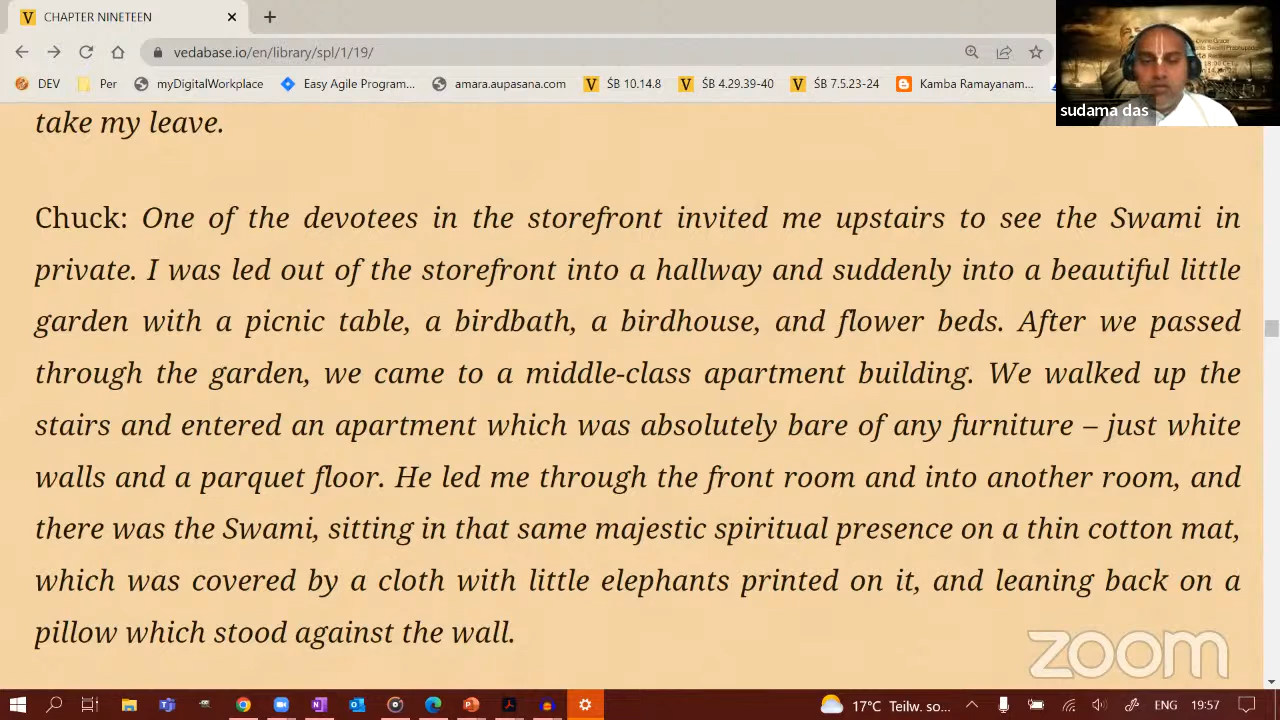 CHAPTER NINETEEN
vedabase.io/en/library/spl/1/19/
DEV Per myDigitalWorkplace Easy Agile Program... amara.aupasana.com ŚB 10.14.8 ŚB 4.29.39-40 ŚB 7.5.23-24 Kamba Ramayanam...
sudama das
take my leave.
Chuck: One of the devotees in the storefront invited me upstairs to see the Swami in
private. I was led out of the storefront into a hallway and suddenly into a beautiful little
garden with a picnic table, a birdbath, a birdhouse, and flower beds. After we passed
through the garden, we came to a middle-class apartment building. We walked up the
stairs and entered an apartment which was absolutely bare of any furniture – just white
walls and a parquet floor. He led me through the front room and into another room, and
there was the Swami, sitting in that same majestic spiritual presence on a thin cotton mat,
which was covered by a cloth with little elephants printed on it, and leaning back on a
pillow which stood against the wall.
zoom
17°C Teilw. so... ENG 19:57